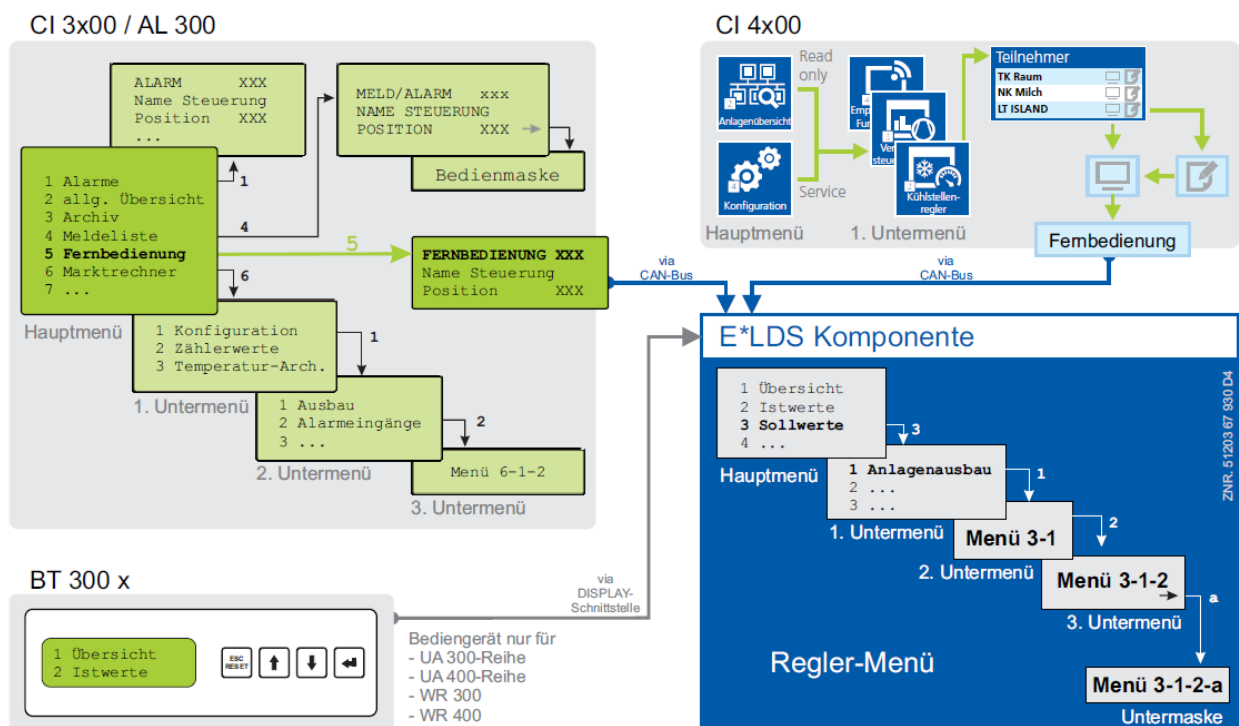 CI 3x00 / AL 300
ALARM XXX
Name Steuerung
Position XXX
...
MELD/ALARM xxx
NAME STEUERUNG
POSITION XXX
Bedienmaske
1 Alarme
2 allg. Übersicht
3 Archiv
4 Meldeliste
5 Fernbedienung
6 Marktrechner
7 ...
Hauptmenü
1
4
5
6
FERNBEDIENUNG XXX
Name Steuerung
Position XXX
1 Konfiguration
2 Zählerwerte
3 Temperatur-Arch.
1. Untermenü
1
1 Ausbau
2 Alarmeingänge
3 ...
2. Untermenü
2
Menü 6-1-2
3. Untermenü
CI 4x00
Anlagenübersicht
Konfiguration
Hauptmenü
Read
only
Service
Kühlstellen-
regler
1. Untermenü
Teilnehmer
TK Raum
NK Milch
LT ISLAND
Fernbedienung
via
CAN-Bus
via
CAN-Bus
E*LDS Komponente
1 Übersicht
2 Istwerte
3 Sollwerte
4 ...
Hauptmenü
3
1 Anlagenausbau
2 ...
3 ...
1. Untermenü
1
Menü 3-1
2. Untermenü
2
Menü 3-1-2
3. Untermenü
a
Menü 3-1-2-a
Untermaske
Regler-Menü
ZNR. 51203 67 930 D4
BT 300 x
1 Übersicht
2 Istwerte
ESC
RESET
via
DISPLAY-
Schnittstelle
Bediengerät nur für
- UA 300-Reihe
- UA 400-Reihe
- WR 300
- WR 400